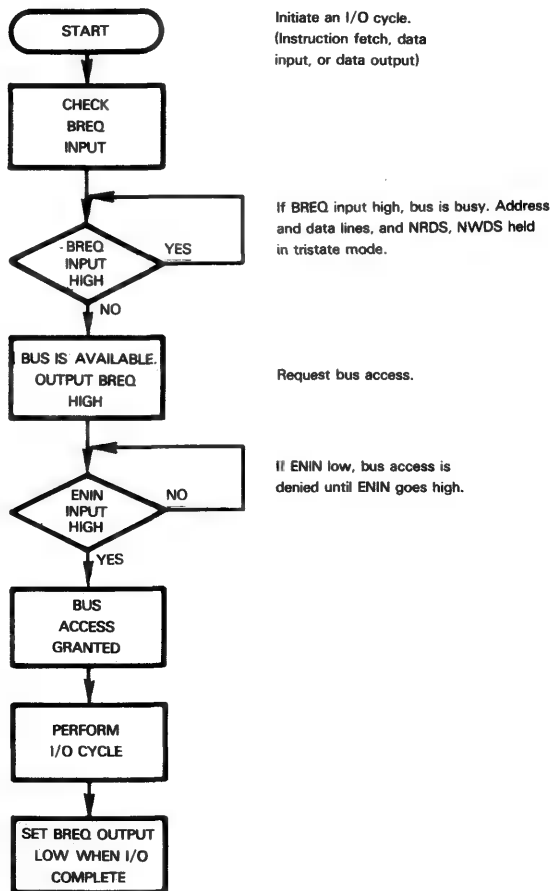 START
Initiate an I/O cycle.
(Instruction fetch, data
input, or data output)
CHECK
BREQ
INPUT
If BREQ input high, bus is busy. Address
and data lines, and NRDS, NWDS held
in tristate mode.
BREQ
INPUT
HIGH
YES
NO
BUS IS AVAILABLE.
OUTPUT BREQ
HIGH
Request bus access.
If ENIN low, bus access is
denied until ENIN goes high.
ENIN
INPUT
HIGH
NO
YES
BUS
ACCESS
GRANTED
PERFORM
I/O CYCLE
SET BREQ OUTPUT
LOW WHEN I/O
COMPLETE